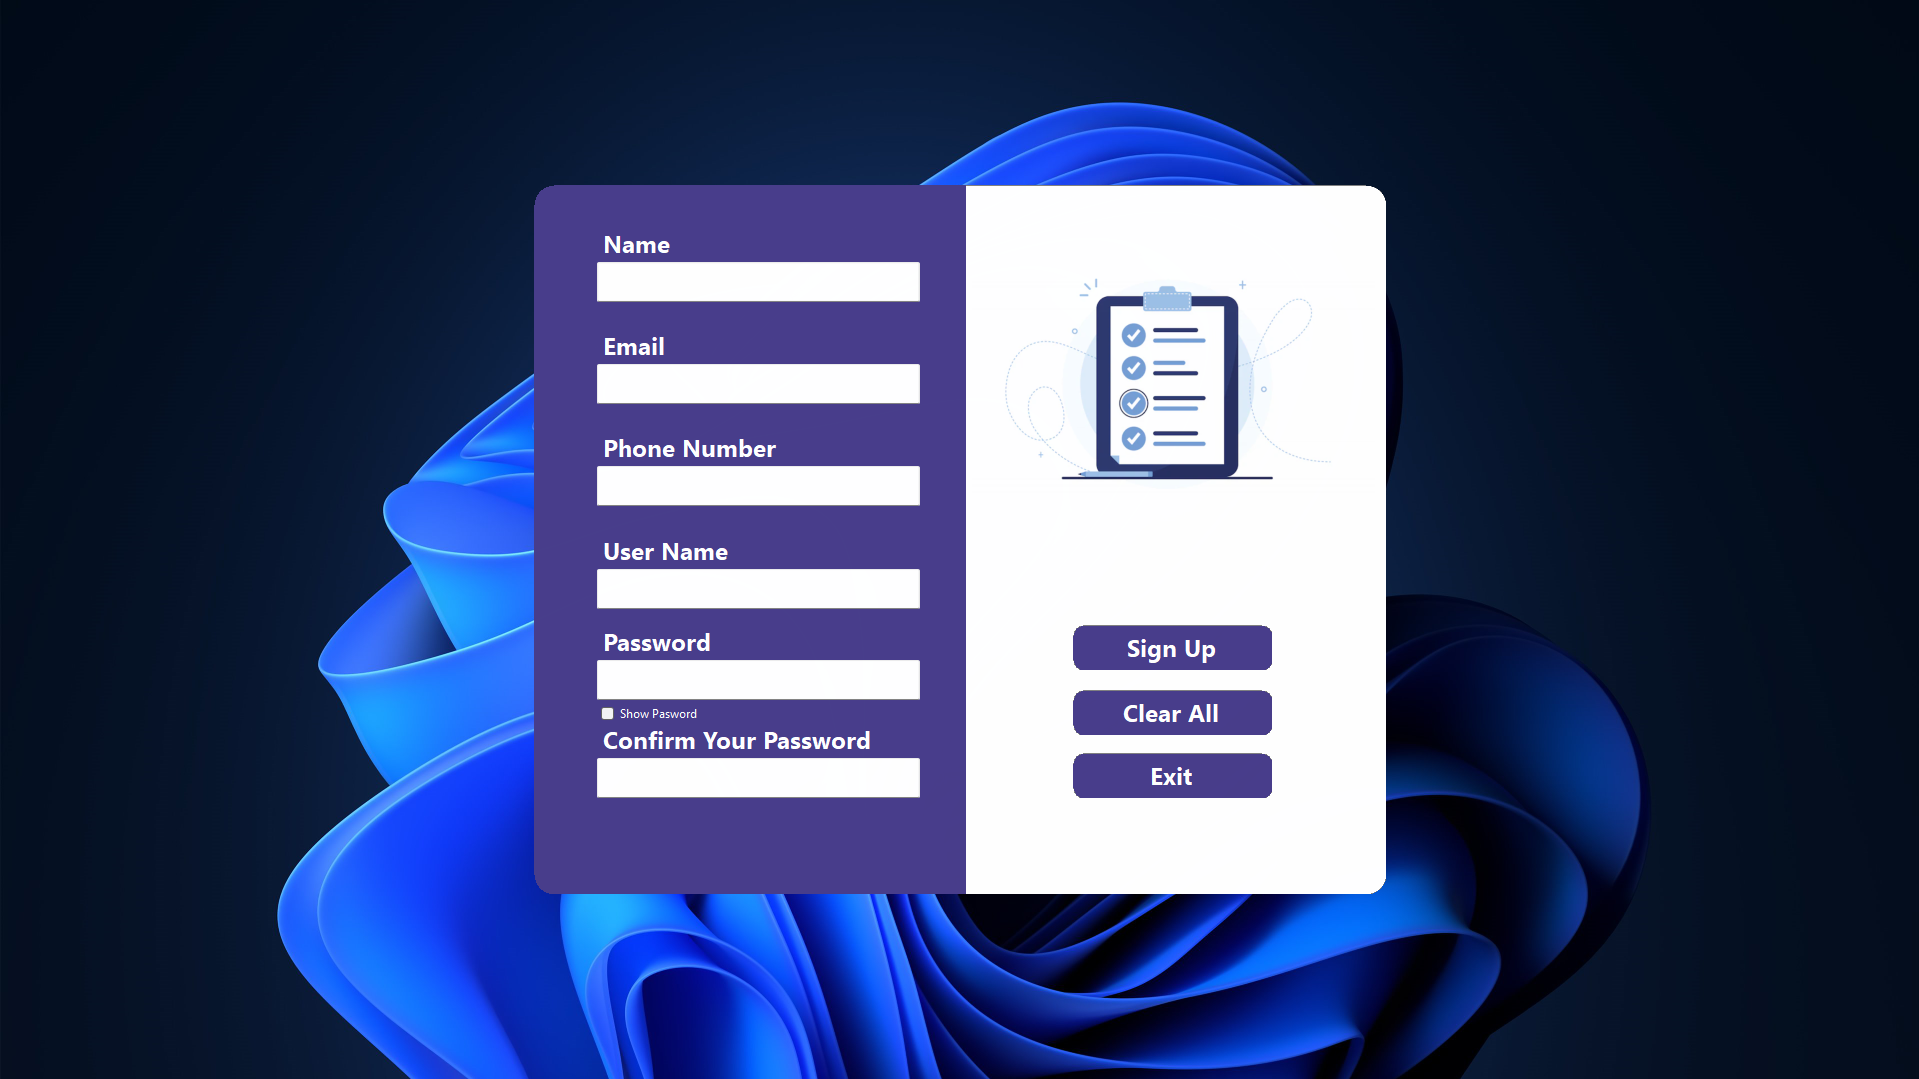 Name
Email
Phone Number
User Name
Password
Show Pasword
Confirm Your Password
Sign Up
Clear All
Exit